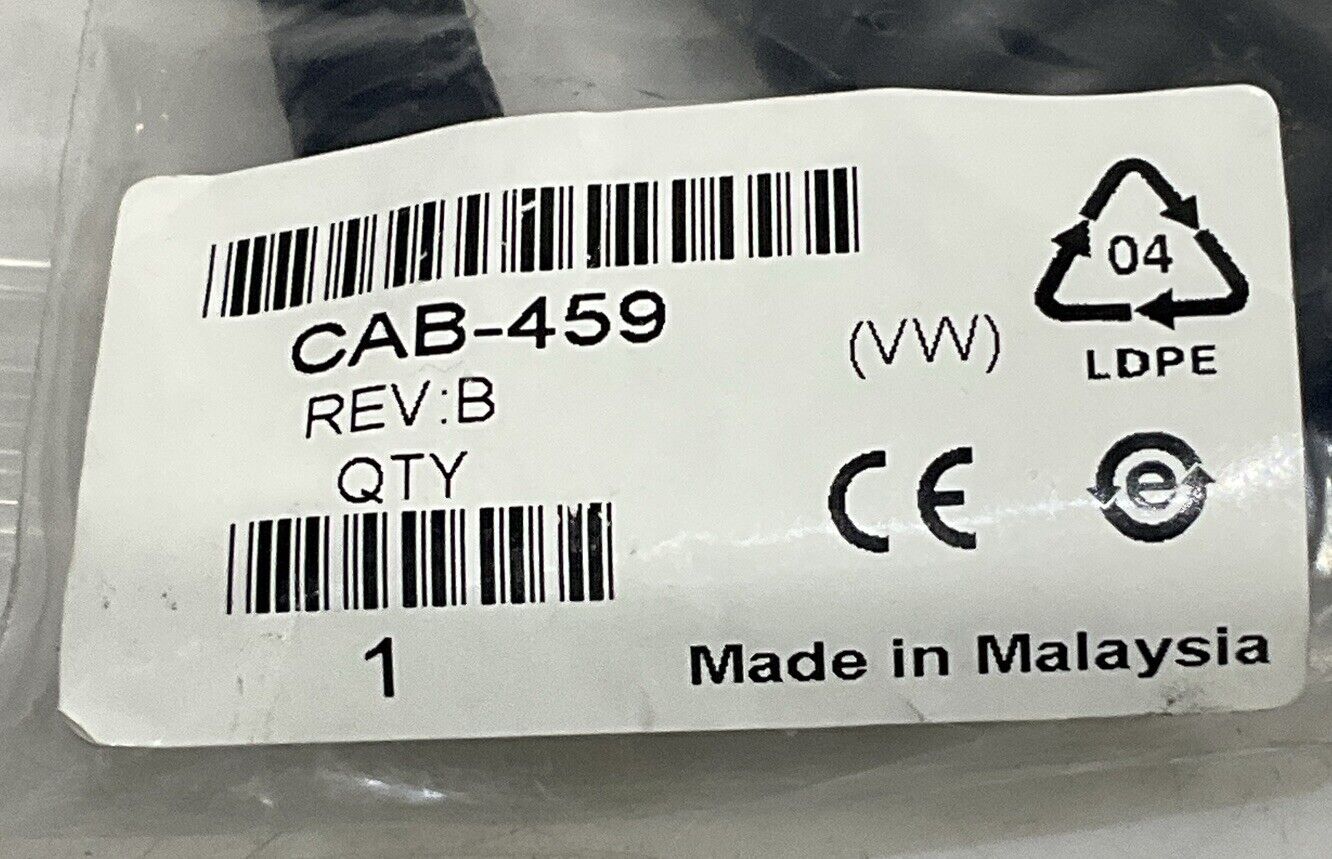 CAB-459
REV:B
QTY
1
(VW)
04
LDPE
CE
e
Made in Malaysia